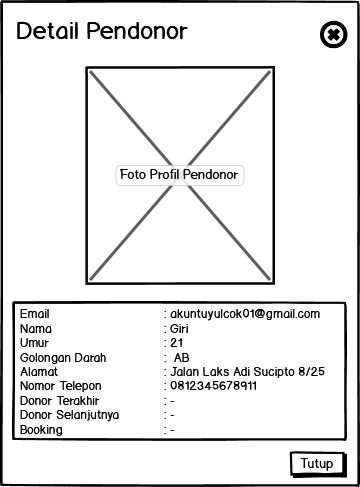 Detail Pendonor
Foto Profil Pendonor
Email : akuntuyulcok01@gmail.com
Nama : Giri
Umur : 21
Golongan Darah : AB
Alamat : Jalan Laks Adi Sucipto 8/25
Nomor Telepon : 0812345678911
Donor Terakhir : -
Donor Selanjutnya : -
Booking : -
Tutup